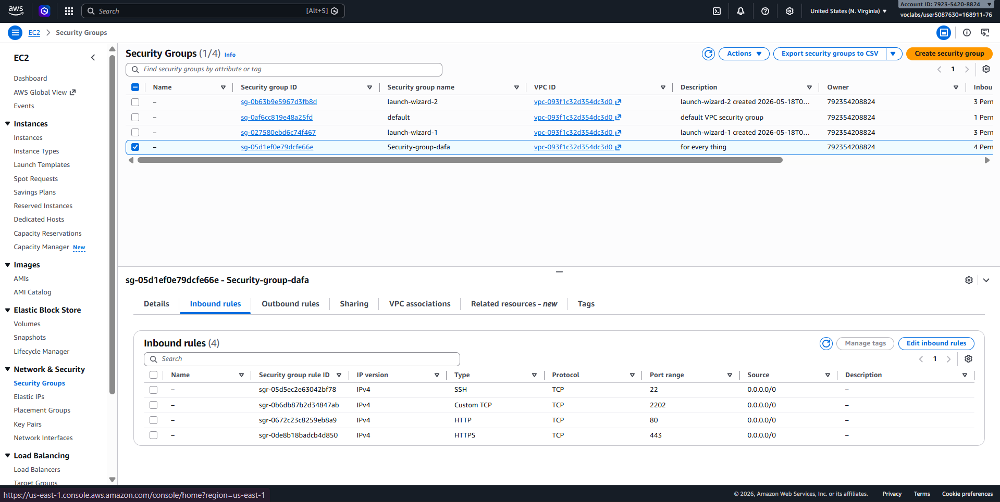 aws
Search [Alt+S]
United States (N. Virginia)
Account ID: 7923-5420-8824
voclabs/user5087630=168911-76
EC2 Security Groups
EC2
Dashboard
AWS Global View
Events
Instances
Instances
Instance Types
Launch Templates
Spot Requests
Savings Plans
Reserved Instances
Dedicated Hosts
Capacity Reservations
Capacity Manager New
Images
AMIs
AMI Catalog
Elastic Block Store
Volumes
Snapshots
Lifecycle Manager
Network & Security
Security Groups
Elastic IPs
Placement Groups
Key Pairs
Network Interfaces
Load Balancing
Load Balancers
Target Groups
Security Groups (1/4) Info
Actions
Export security groups to CSV
Create security group
Find security groups by attribute or tag
1
Name Security group ID Security group name VPC ID Description Owner Inbou
– sg-0b63b9e5967d3fb8d launch-wizard-2 vpc-093f1c32d354dc3d0 launch-wizard-2 created 2026-05-18T0... 792354208824 3 Perr
– sg-0af6cc819e48a25fd default vpc-093f1c32d354dc3d0 default VPC security group 792354208824 1 Perr
– sg-027580ebd6c74f467 launch-wizard-1 vpc-093f1c32d354dc3d0 launch-wizard-1 created 2026-05-18T0... 792354208824 3 Perr
– sg-05d1ef0e79dcfe66e Security-group-dafa vpc-093f1c32d354dc3d0 for every thing 792354208824 4 Perr
sg-05d1ef0e79dcfe66e - Security-group-dafa
Details Inbound rules Outbound rules Sharing VPC associations Related resources - new Tags
Inbound rules (4)
Manage tags
Edit inbound rules
Search
1
Name Security group rule ID IP version Type Protocol Port range Source Description
– sgr-05d5ec2e63042bf78 IPv4 SSH TCP 22 0.0.0.0/0 –
– sgr-0b6db87b2d34847ab IPv4 Custom TCP TCP 2202 0.0.0.0/0 –
– sgr-0672c23c8259eb8a9 IPv4 HTTP TCP 80 0.0.0.0/0 –
– sgr-0de8b18badcb4d850 IPv4 HTTPS TCP 443 0.0.0.0/0 –
https://us-east-1.console.aws.amazon.com/console/home?region=us-east-1
© 2026, Amazon Web Services, Inc. or its affiliates. Privacy Terms Cookie preferences